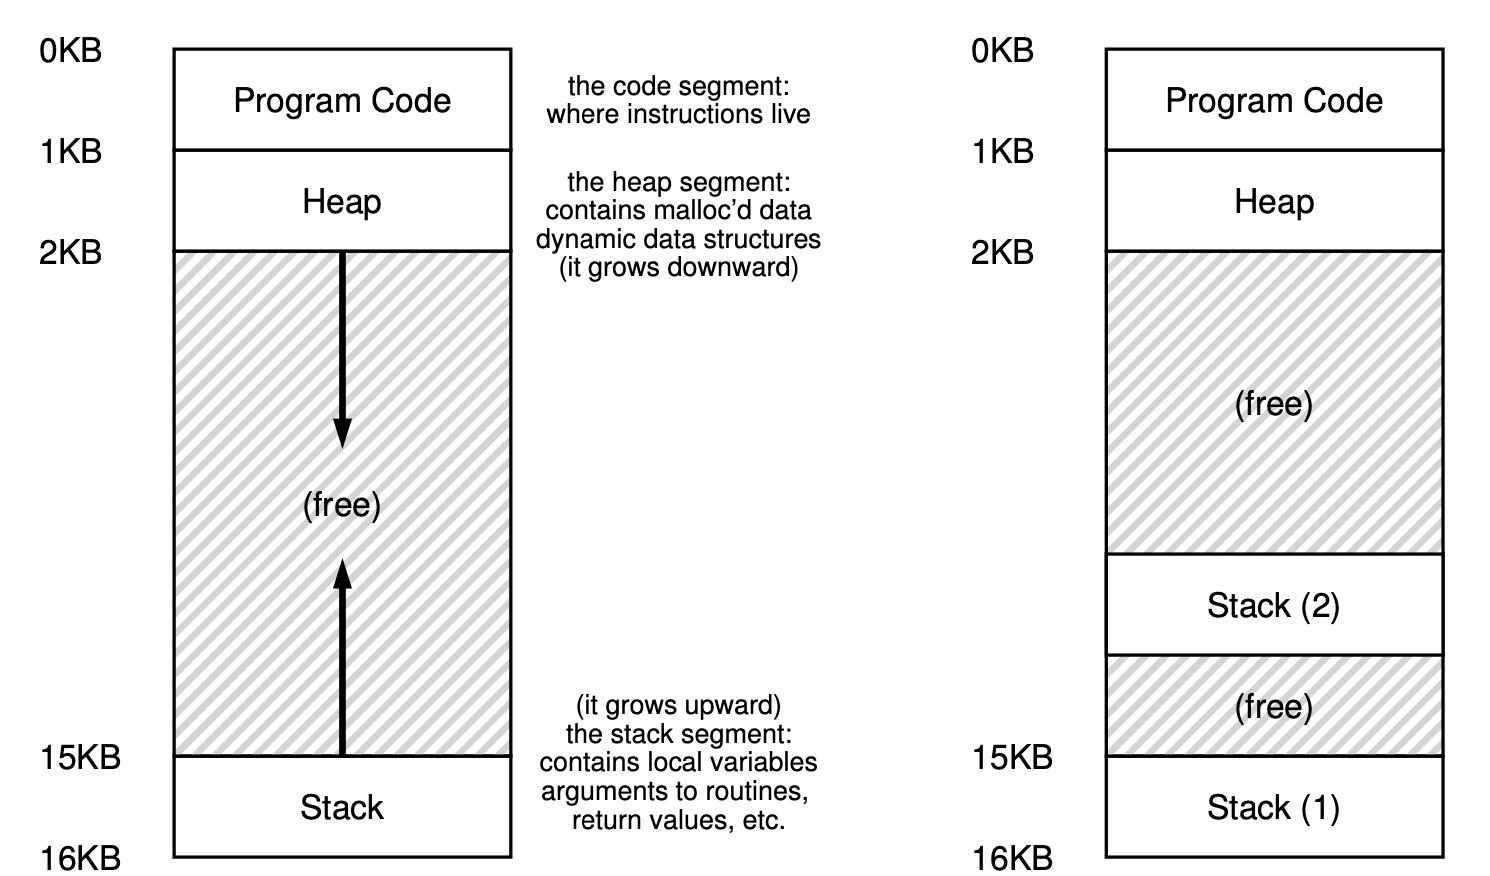 0KB
Program Code
the code segment:
where instructions live
1KB
Heap
the heap segment:
contains malloc'd data
dynamic data structures
(it grows downward)
2KB
(free)
(it grows upward)
the stack segment:
contains local variables
arguments to routines,
return values, etc.
15KB
Stack
16KB
0KB
Program Code
1KB
Heap
2KB
(free)
Stack (2)
(free)
15KB
Stack (1)
16KB